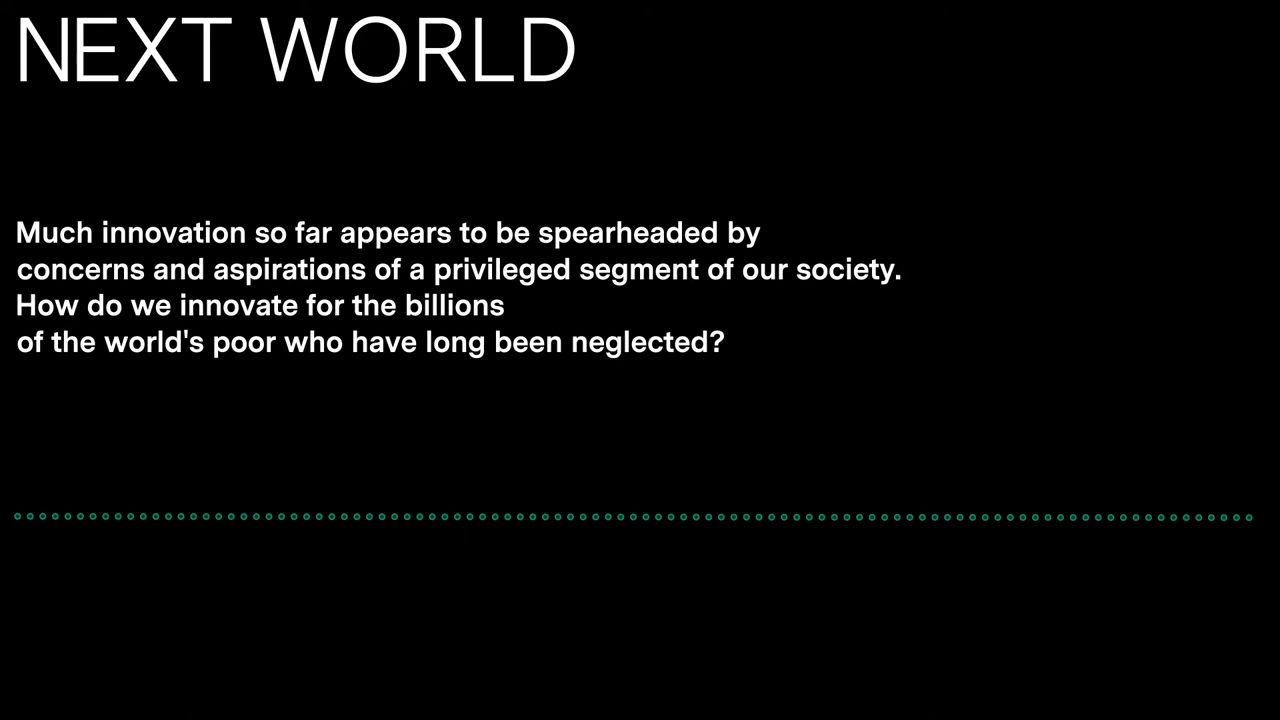 NEXT WORLD
Much innovation so far appears to be spearheaded by
concerns and aspirations of a privileged segment of our society.
How do we innovate for the billions
of the world's poor who have long been neglected?